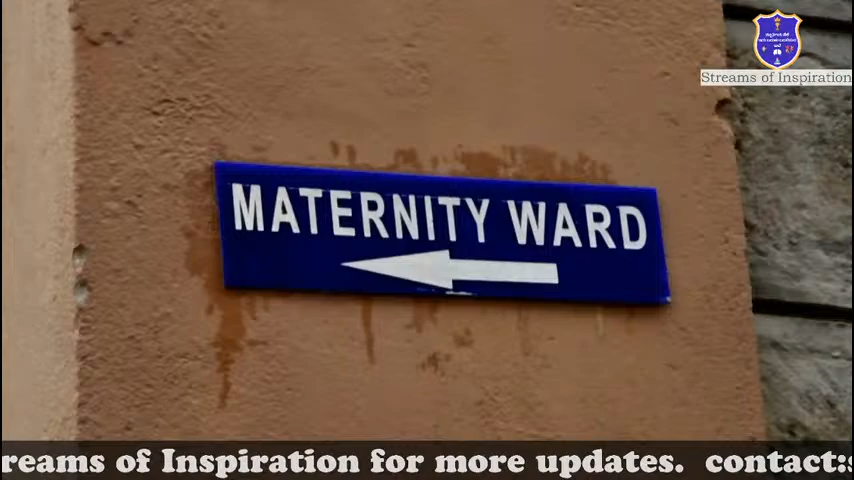 Streams of Inspiration
MATERNITY WARD
reams of Inspiration for more updates. contact:s